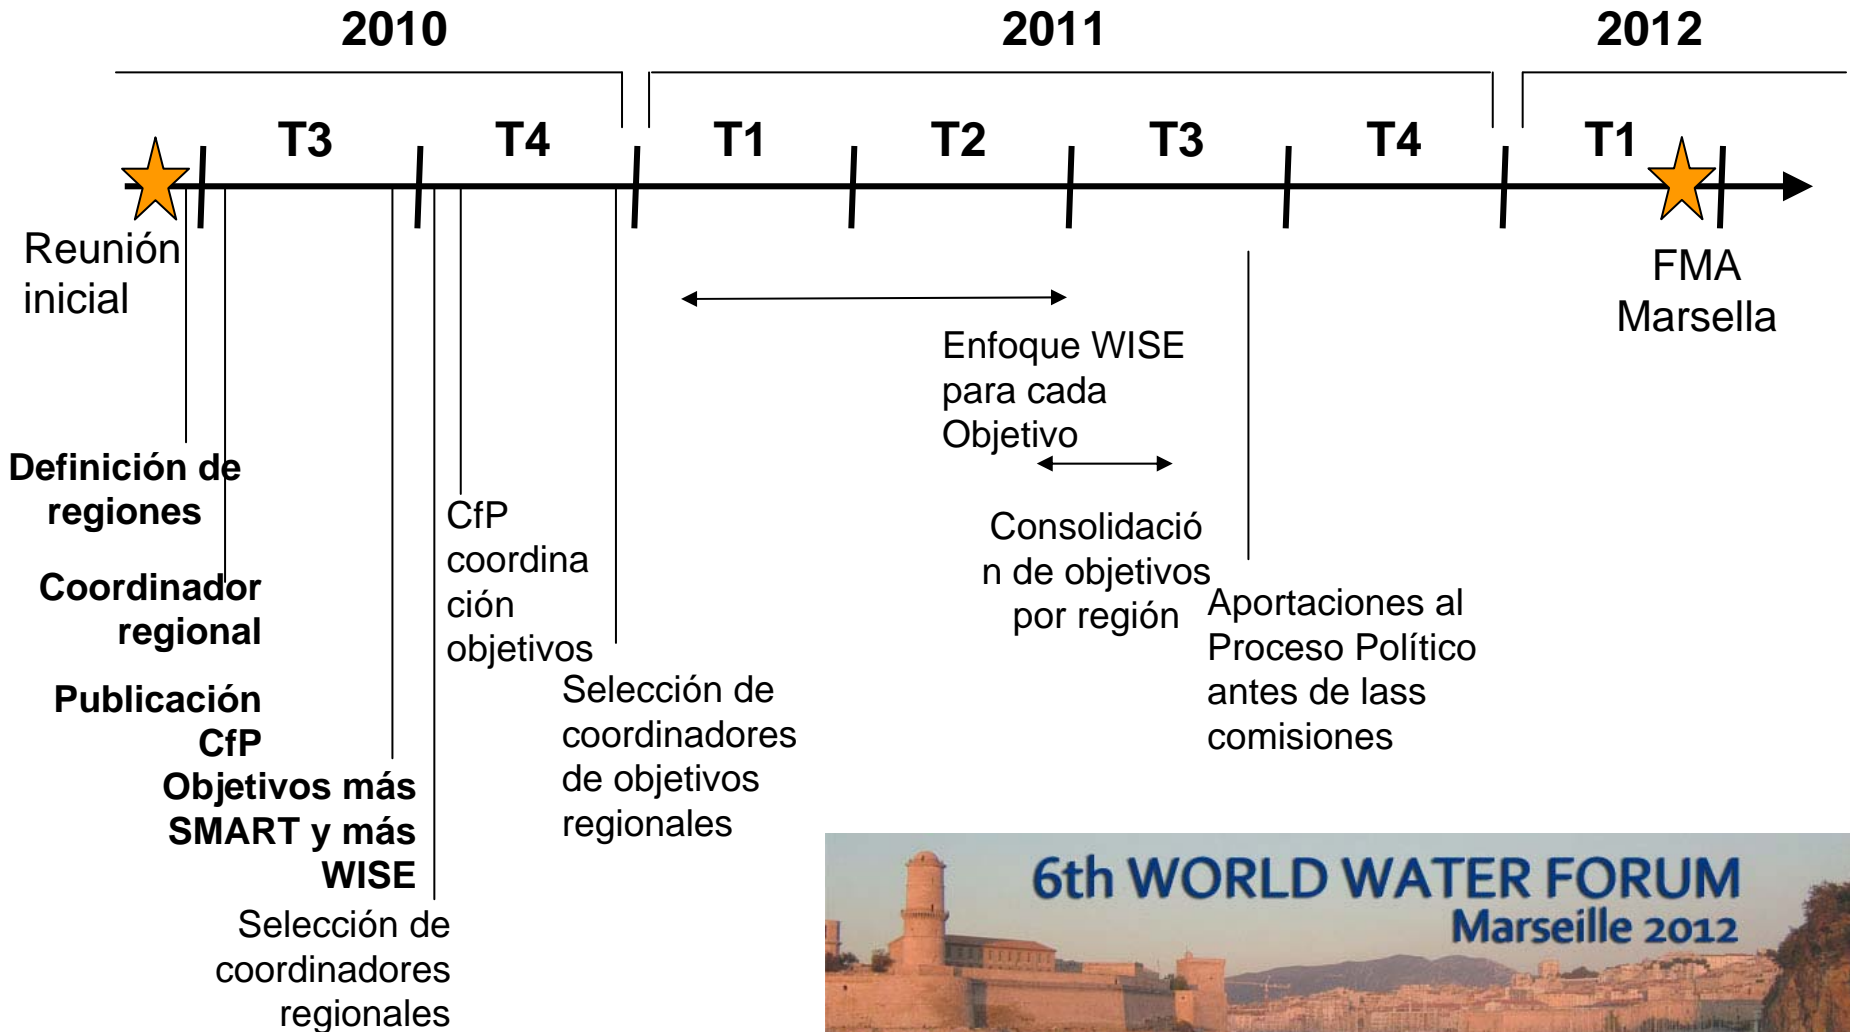 2010
2011
2012
T3
T4
T1
T2
T3
T4
T1
Reunión
inicial
FMA
Marsella
Enfoque WISE
para cada
Objetivo
Definición de
regiones
CfP
coordina
ción
objetivos
Consolidació
n de objetivos
por región
Coordinador
regional
Aportaciones al
Proceso Político
antes de lass
comisiones
Publicación
CfP
Objetivos más
SMART y más
WISE
Selección de
coordinadores
de objetivos
regionales
Selección de
coordinadores
regionales
6th WORLD WATER FORUM
Marseille 2012